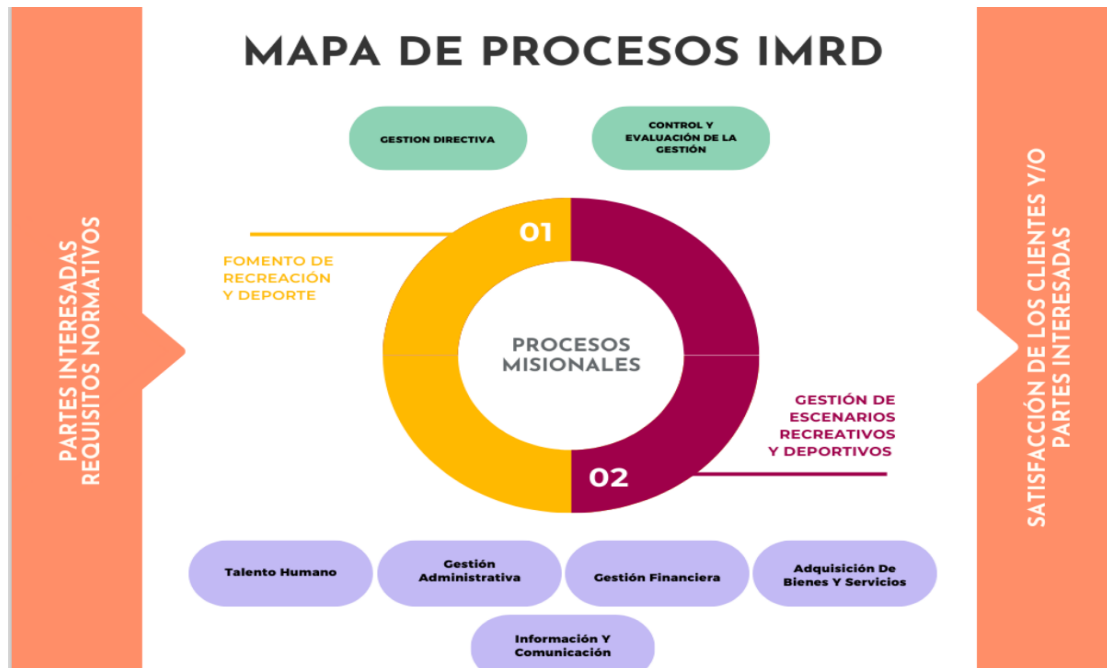 MAPA DE PROCESOS IMRD
GESTION DIRECTIVA
CONTROL Y
EVALUACIÓN DE LA
GESTIÓN
PARTES INTERESADAS
REQUISITOS NORMATIVOS
01
FOMENTO DE
RECREACIÓN
Y DEPORTE
PROCESOS
MISIONALES
GESTIÓN DE
ESCENARIOS
RECREATIVOS
Y DEPORTIVOS
02
SATISFACCIÓN DE LOS CLIENTES Y/O
PARTES INTERESADAS
Talento Humano
Gestión
Administrativa
Gestión Financiera
Adquisición De
Bienes Y Servicios
Información Y
Comunicación